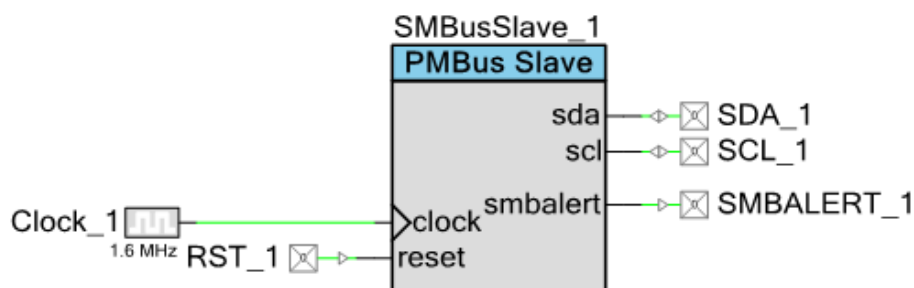 SMBusSlave_1
PMBus Slave
sda
SDA_1
scl
SCL_1
smbalert
SMBALERT_1
Clock_1
1.6 MHz
clock
RST_1
reset